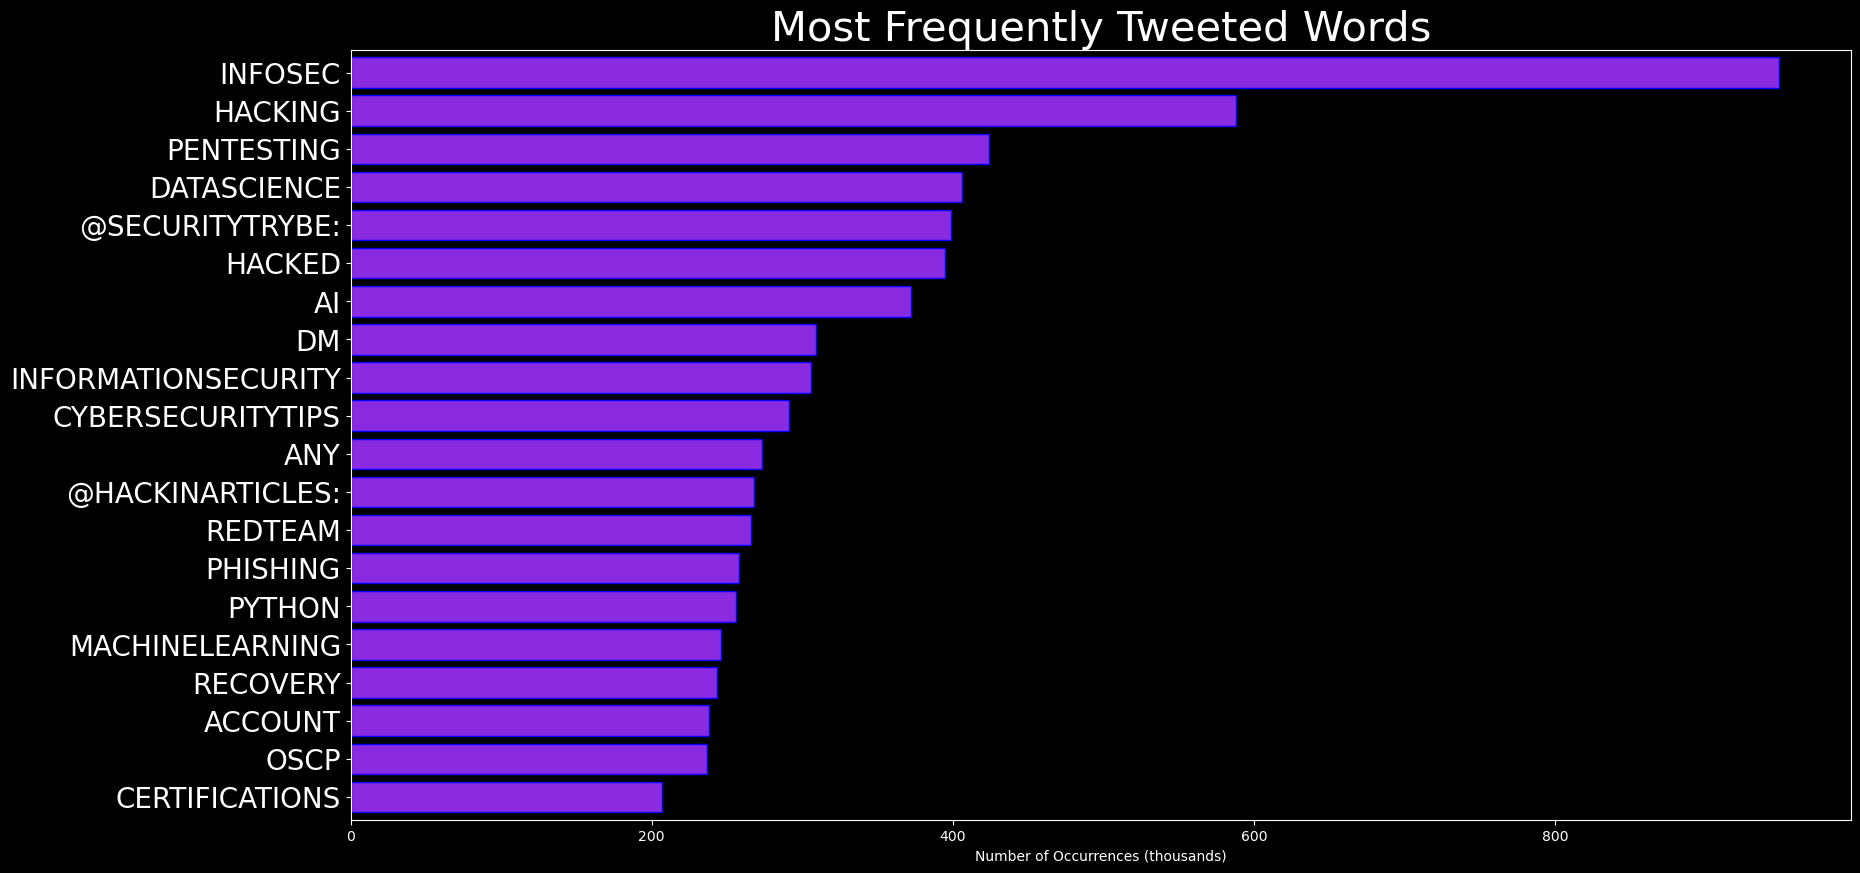 Most Frequently Tweeted Words
INFOSEC
HACKING
PENTESTING
DATASCIENCE
@SECURITYTRYBE:
HACKED
AI
DM
INFORMATIONSECURITY
CYBERSECURITYTIPS
ANY
@HACKINARTICLES:
REDTEAM
PHISHING
PYTHON
MACHINELEARNING
RECOVERY
ACCOUNT
OSCP
CERTIFICATIONS
0 200 400 600 800
Number of Occurrences (thousands)